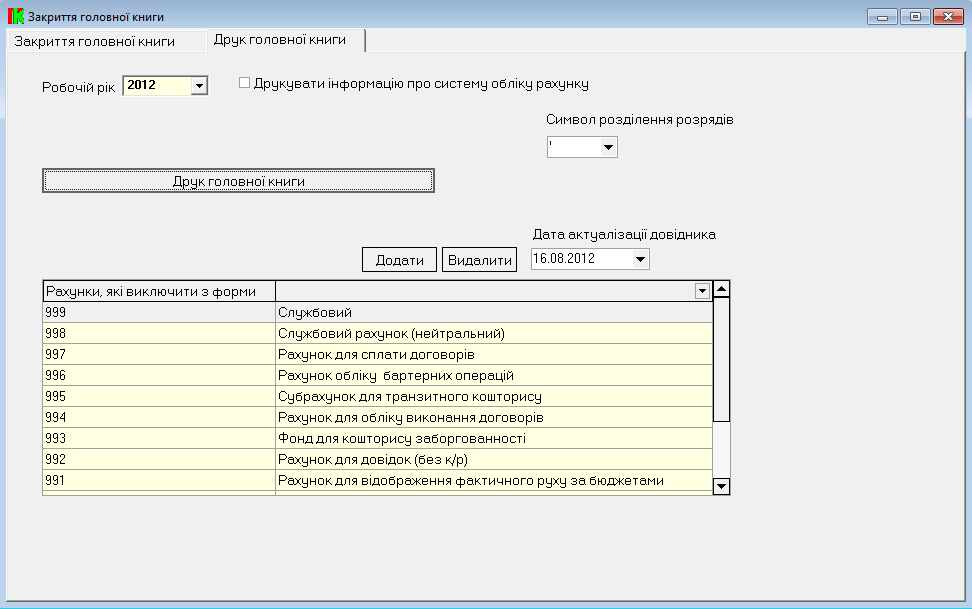 Закриття головної книги
Закриття головної книги
Друк головної книги
Робочій рік
2012
Друкувати інформацію про систему обліку рахунку
Символ розділення розрядів
'
Друк головної книги
Дата актуалізації довідника
Додати
Видалити
16.08.2012
Рахунки, які виключити з форми
999 Службовий
998 Службовий рахунок (нейтральний)
997 Рахунок для сплати договорів
996 Рахунок обліку бартерних операцій
995 Субрахунок для транзитного кошторису
994 Рахунок для обліку виконання договорів
993 Фонд для кошторису заборгованності
992 Рахунок для довідок (без к/р)
991 Рахунок для відображення фактичного руху за бюджетами